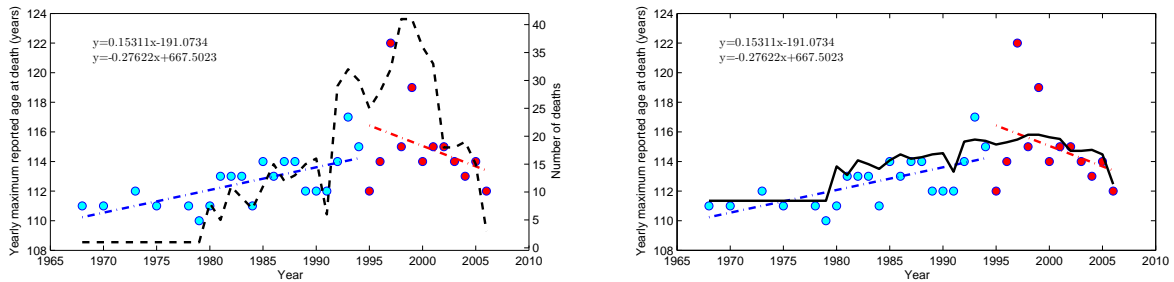 124
122
120
118
116
114
112
110
108
Yearly maximum reported age at death (years)
y=0.15311x-191.0734
y=-0.27622x+667.5023
40
35
30
25
20
15
10
5
0
Number of deaths
1965 1970 1975 1980 1985 1990 1995 2000 2005 2010
Year
124
122
120
118
116
114
112
110
108
Yearly maximum reported age at death (years)
y=0.15311x-191.0734
y=-0.27622x+667.5023
1965 1970 1975 1980 1985 1990 1995 2000 2005 2010
Year